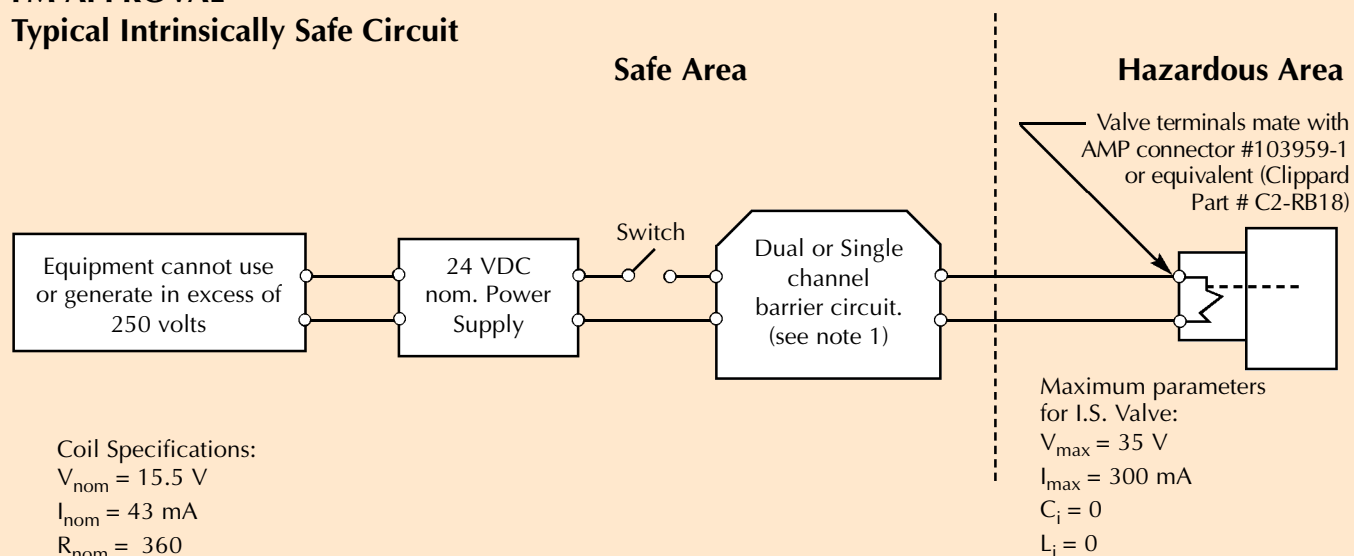 Typical Intrinsically Safe Circuit
Safe Area
Hazardous Area
Valve terminals mate with
AMP connector #103959-1
or equivalent (Clippard
Part # C2-RB18)
Equipment cannot use
or generate in excess of
250 volts
24 VDC
nom. Power
Supply
Switch
Dual or Single
channel
barrier circuit.
(see note 1)
Coil Specifications:
Vnom = 15.5 V
Inom = 43 mA
Rnom = 360
Maximum parameters
for I.S. Valve:
Vmax = 35 V
Imax = 300 mA
Ci = 0
Li = 0